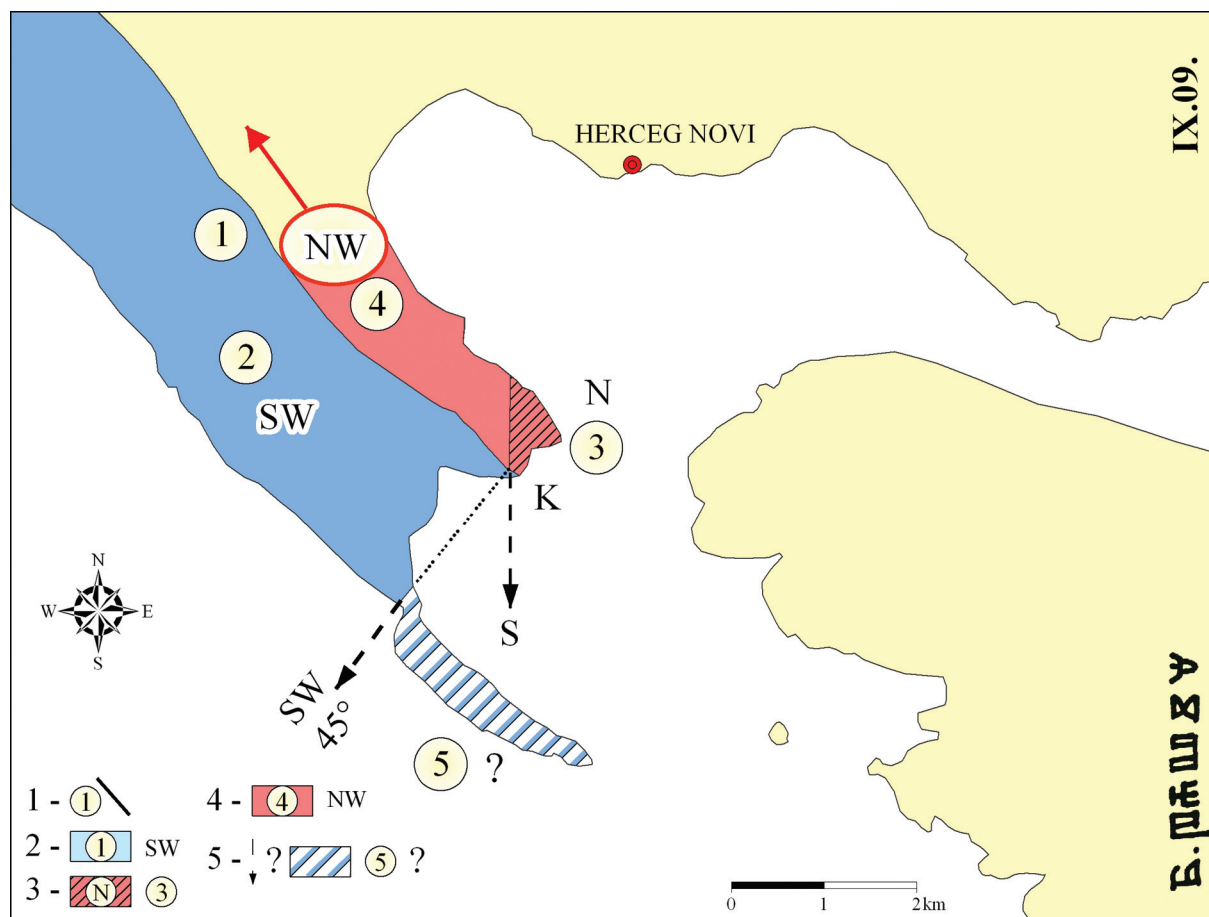 IX.09.
HERCEG NOVI
NW
1
4
2
SW
N
3
K
N
W E
S
S
SW
45°
5 ?
1 - 1
2 - 1 SW
3 - N 3
4 - 4 NW
5 - ? 5 ?
0 1 2km